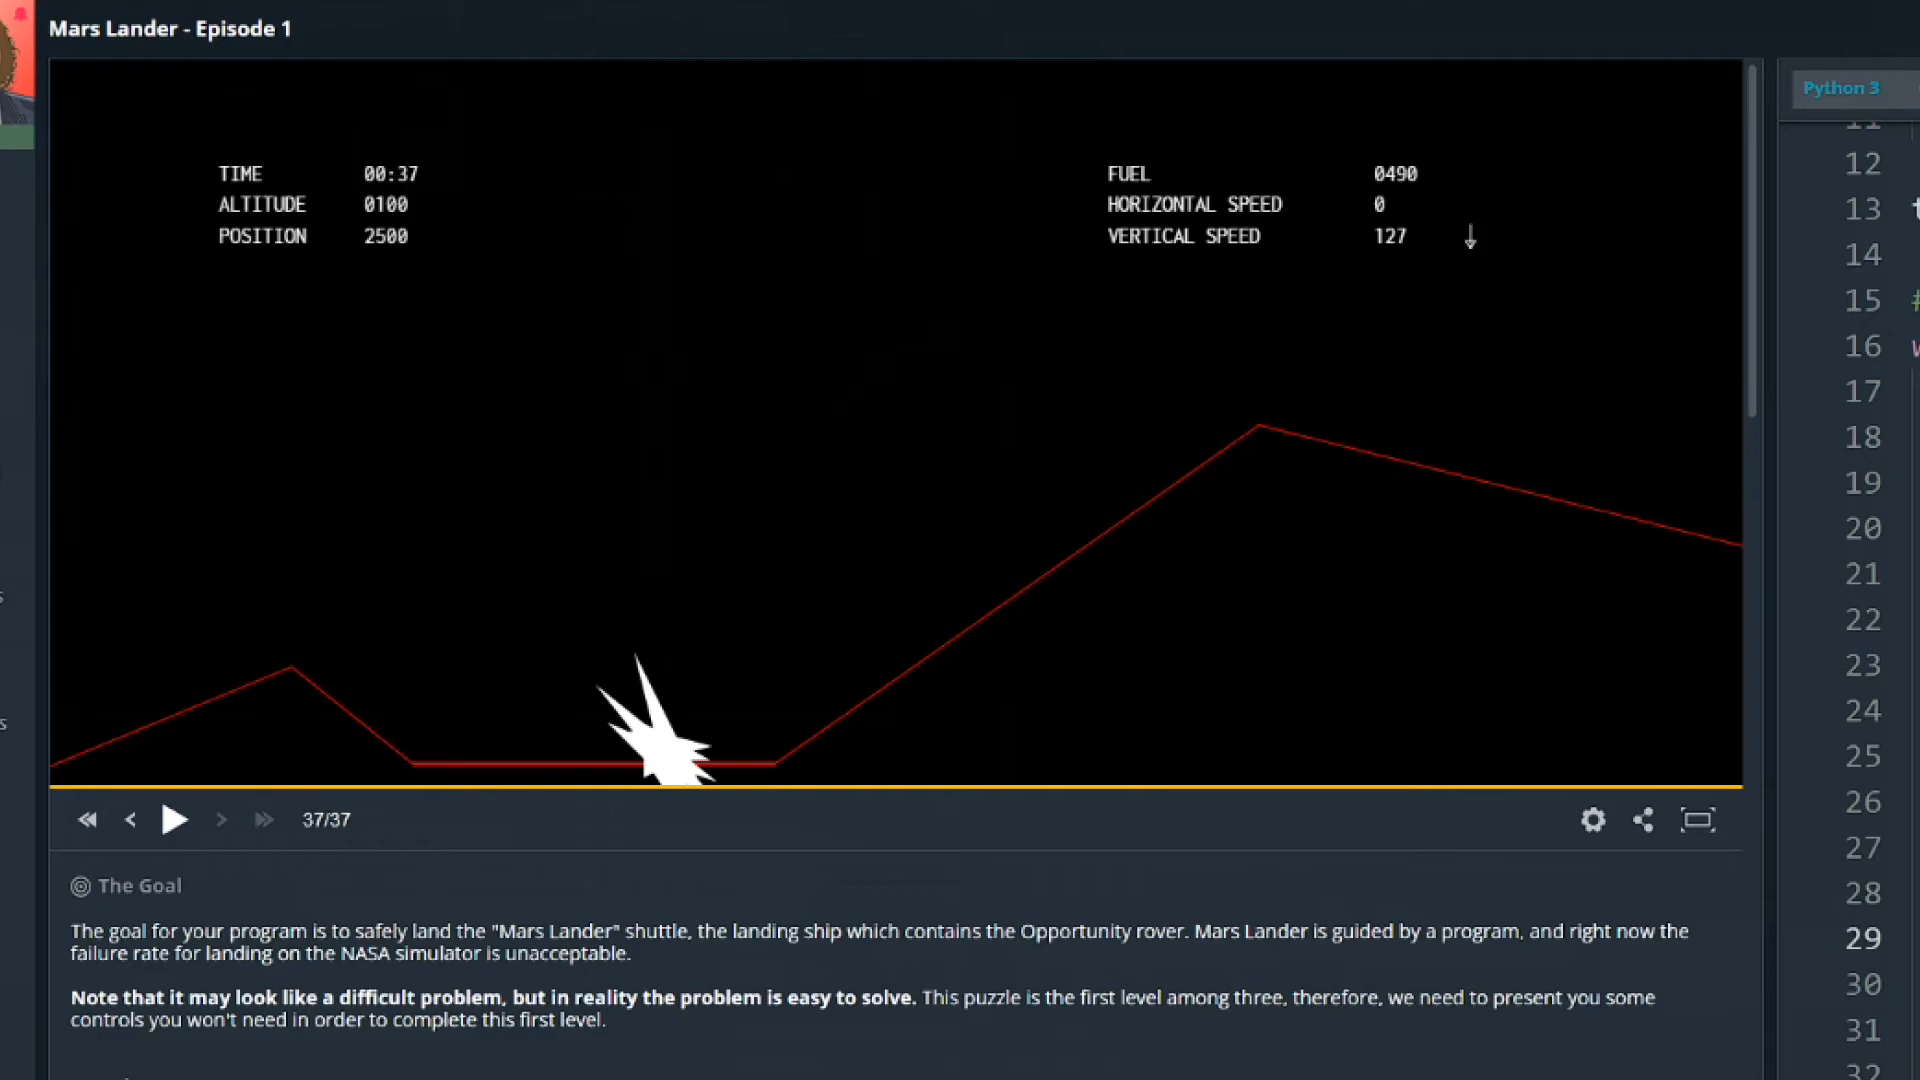 Mars Lander - Episode 1
Python 3
TIME 00:37
ALTITUDE 0100
POSITION 2500
FUEL 0490
HORIZONTAL SPEED 0
VERTICAL SPEED 127 ↓
37/37
The Goal
The goal for your program is to safely land the "Mars Lander" shuttle, the landing ship which contains the Opportunity rover. Mars Lander is guided by a program, and right now the
failure rate for landing on the NASA simulator is unacceptable.
Note that it may look like a difficult problem, but in reality the problem is easy to solve. This puzzle is the first level among three, therefore, we need to present you some
controls you won't need in order to complete this first level.
12
13
14
15 #
16
17
18
19
20
21
22
23
24
25
26
27
28
29
30
31